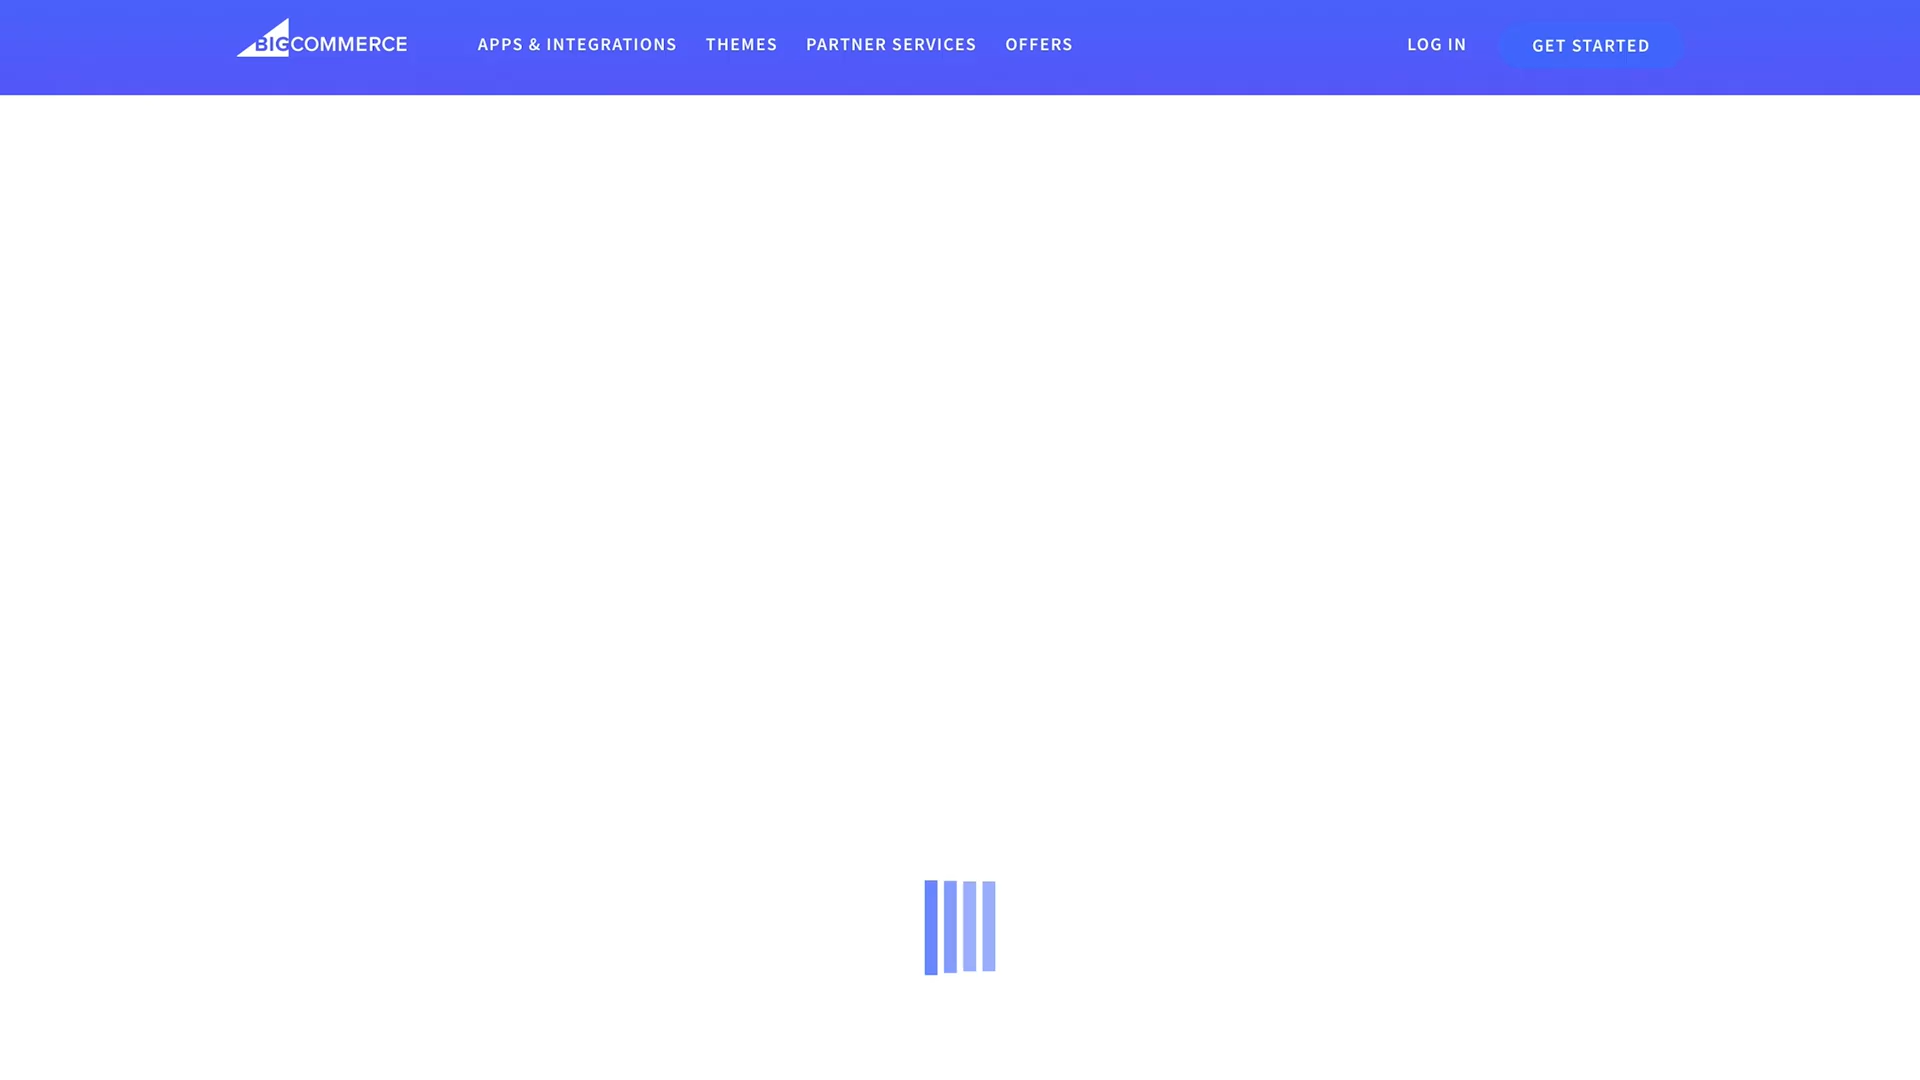 BIGCOMMERCE
APPS & INTEGRATIONS THEMES PARTNER SERVICES OFFERS LOG IN GET STARTED